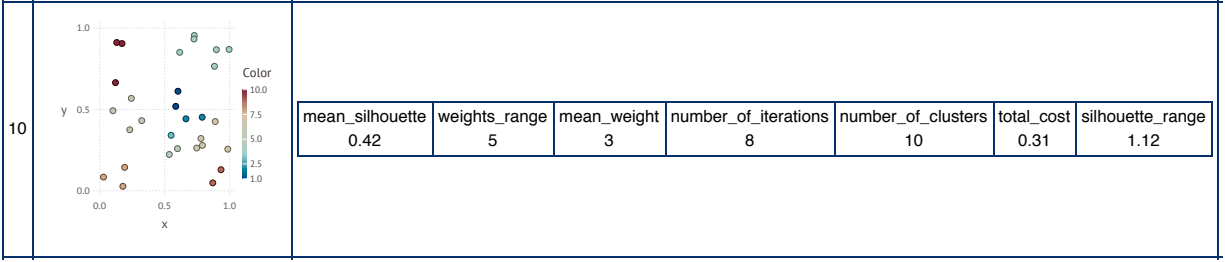 10
1.0
0.5
0.0
y
0.0 0.5 1.0
x
Color
10.0
7.5
5.0
2.5
1.0
mean_silhouette weights_range mean_weight number_of_iterations number_of_clusters total_cost silhouette_range
0.42 5 3 8 10 0.31 1.12